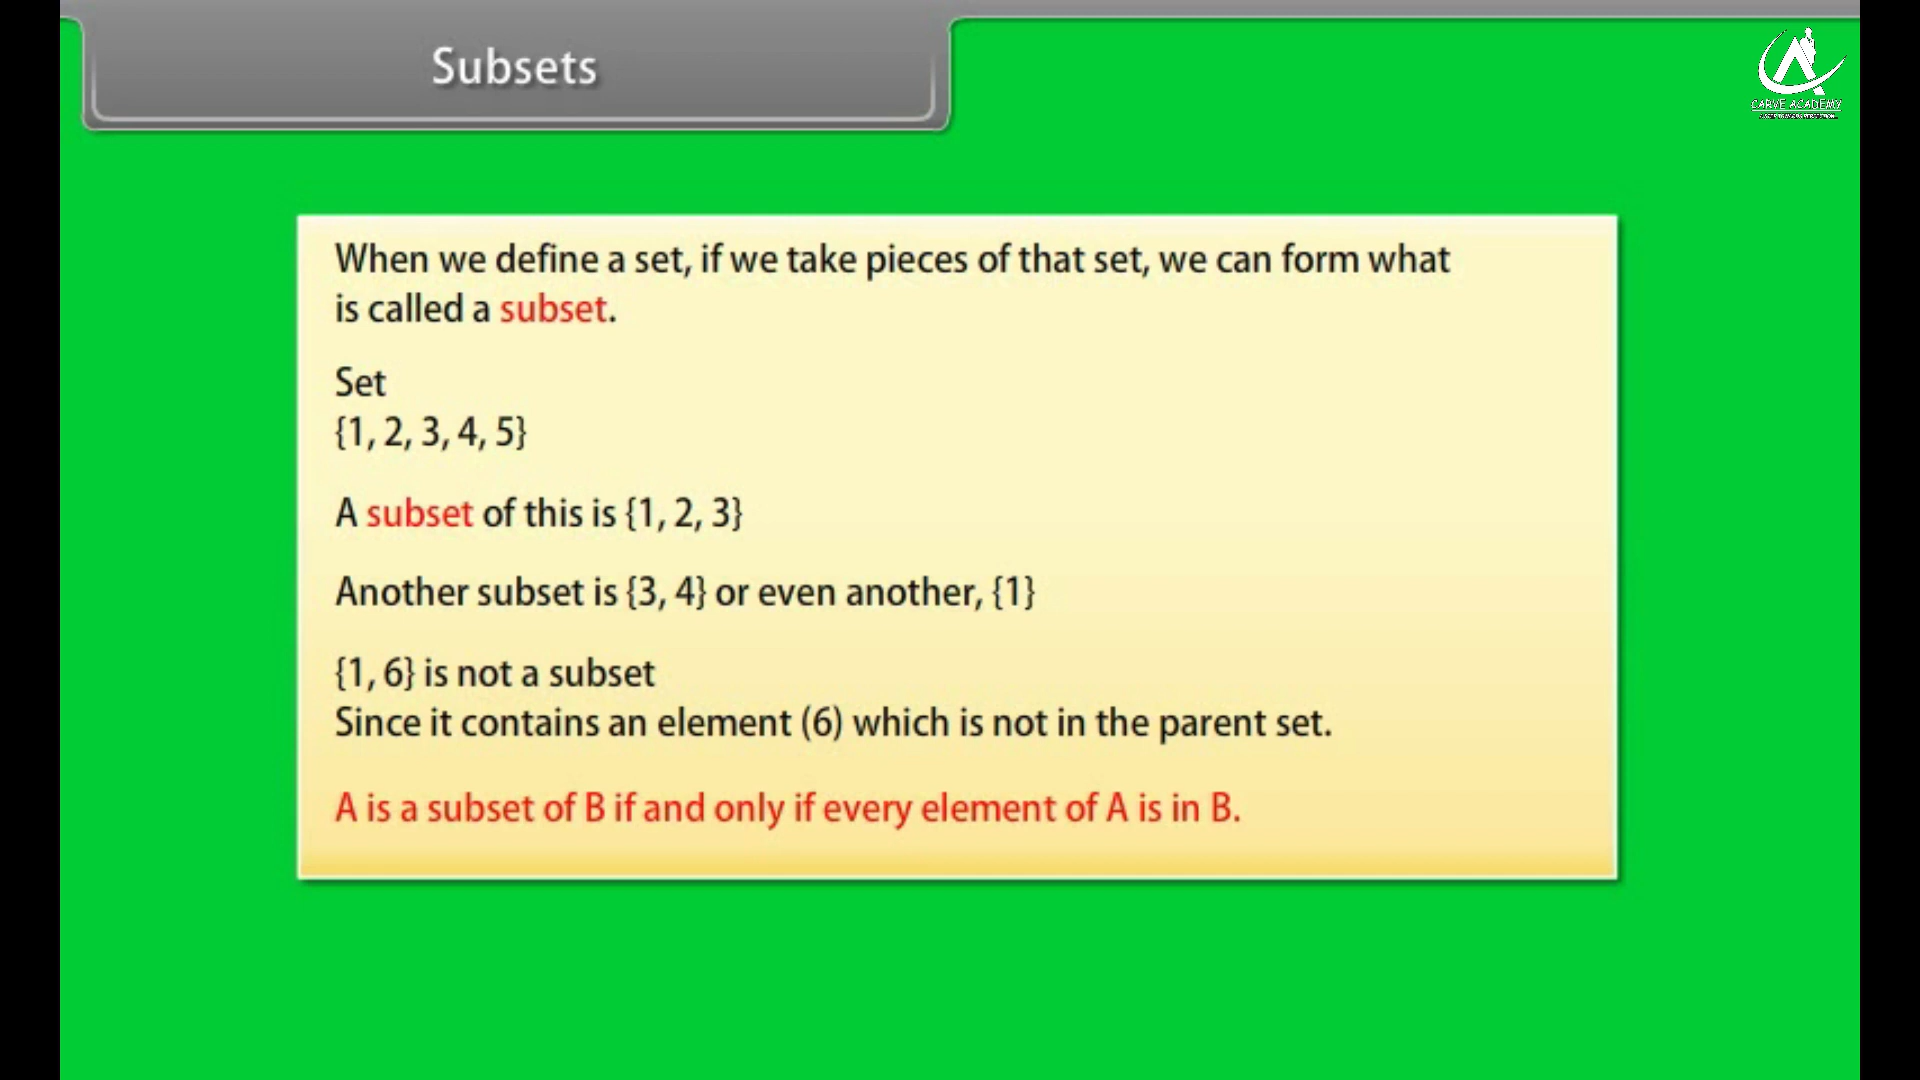 Subsets
CARVE ACADEMY
When we define a set, if we take pieces of that set, we can form what
is called a subset.
Set
{1, 2, 3, 4, 5}
A subset of this is {1, 2, 3}
Another subset is {3, 4} or even another, {1}
{1, 6} is not a subset
Since it contains an element (6) which is not in the parent set.
A is a subset of B if and only if every element of A is in B.